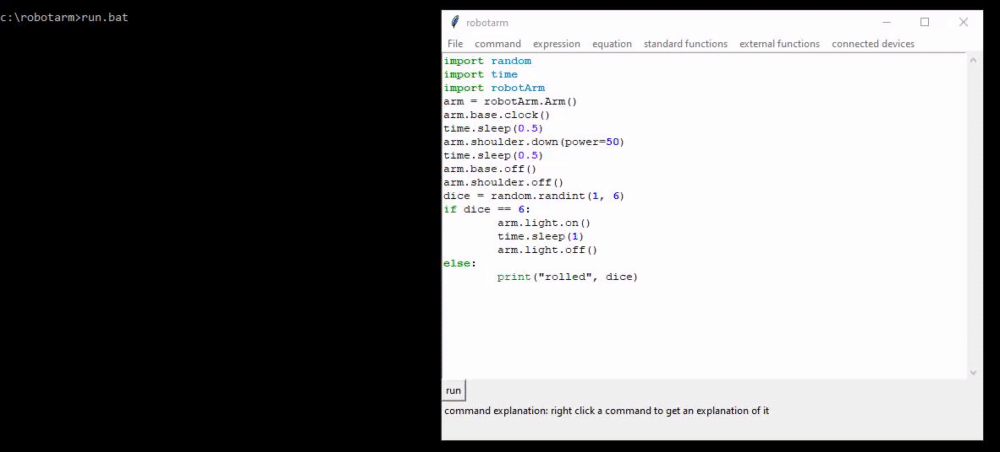 c:\robotarm>run.bat
robotarm
File command expression equation standard functions external functions connected devices
import random
import time
import robotArm
arm = robotArm.Arm()
arm.base.clock()
time.sleep(0.5)
arm.shoulder.down(power=50)
time.sleep(0.5)
arm.base.off()
arm.shoulder.off()
dice = random.randint(1, 6)
if dice == 6:
        arm.light.on()
        time.sleep(1)
        arm.light.off()
else:
        print("rolled", dice)
run
command explanation: right click a command to get an explanation of it